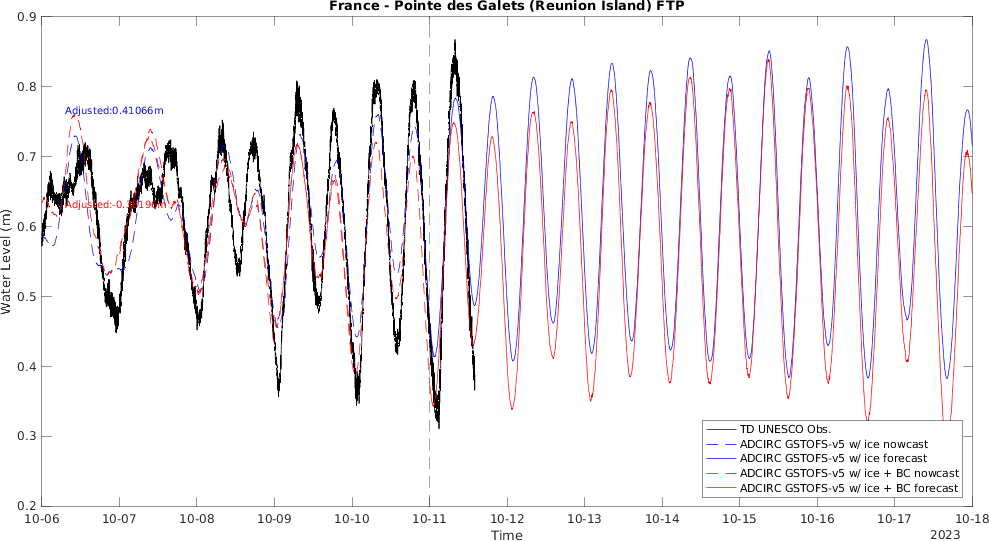 France - Pointe des Galets (Reunion Island) FTP
0.9
0.8
0.7
0.6
0.5
0.4
0.3
0.2
Water Level (m)
Adjusted:0.41066m
TD UNESCO Obs.
ADCIRC GSTOFS-v5 w/ ice nowcast
ADCIRC GSTOFS-v5 w/ ice forecast
ADCIRC GSTOFS-v5 w/ ice + BC nowcast
ADCIRC GSTOFS-v5 w/ ice + BC forecast
10-06 10-07 10-08 10-09 10-10 10-11 10-12 10-13 10-14 10-15 10-16 10-17 10-18
Time
2023